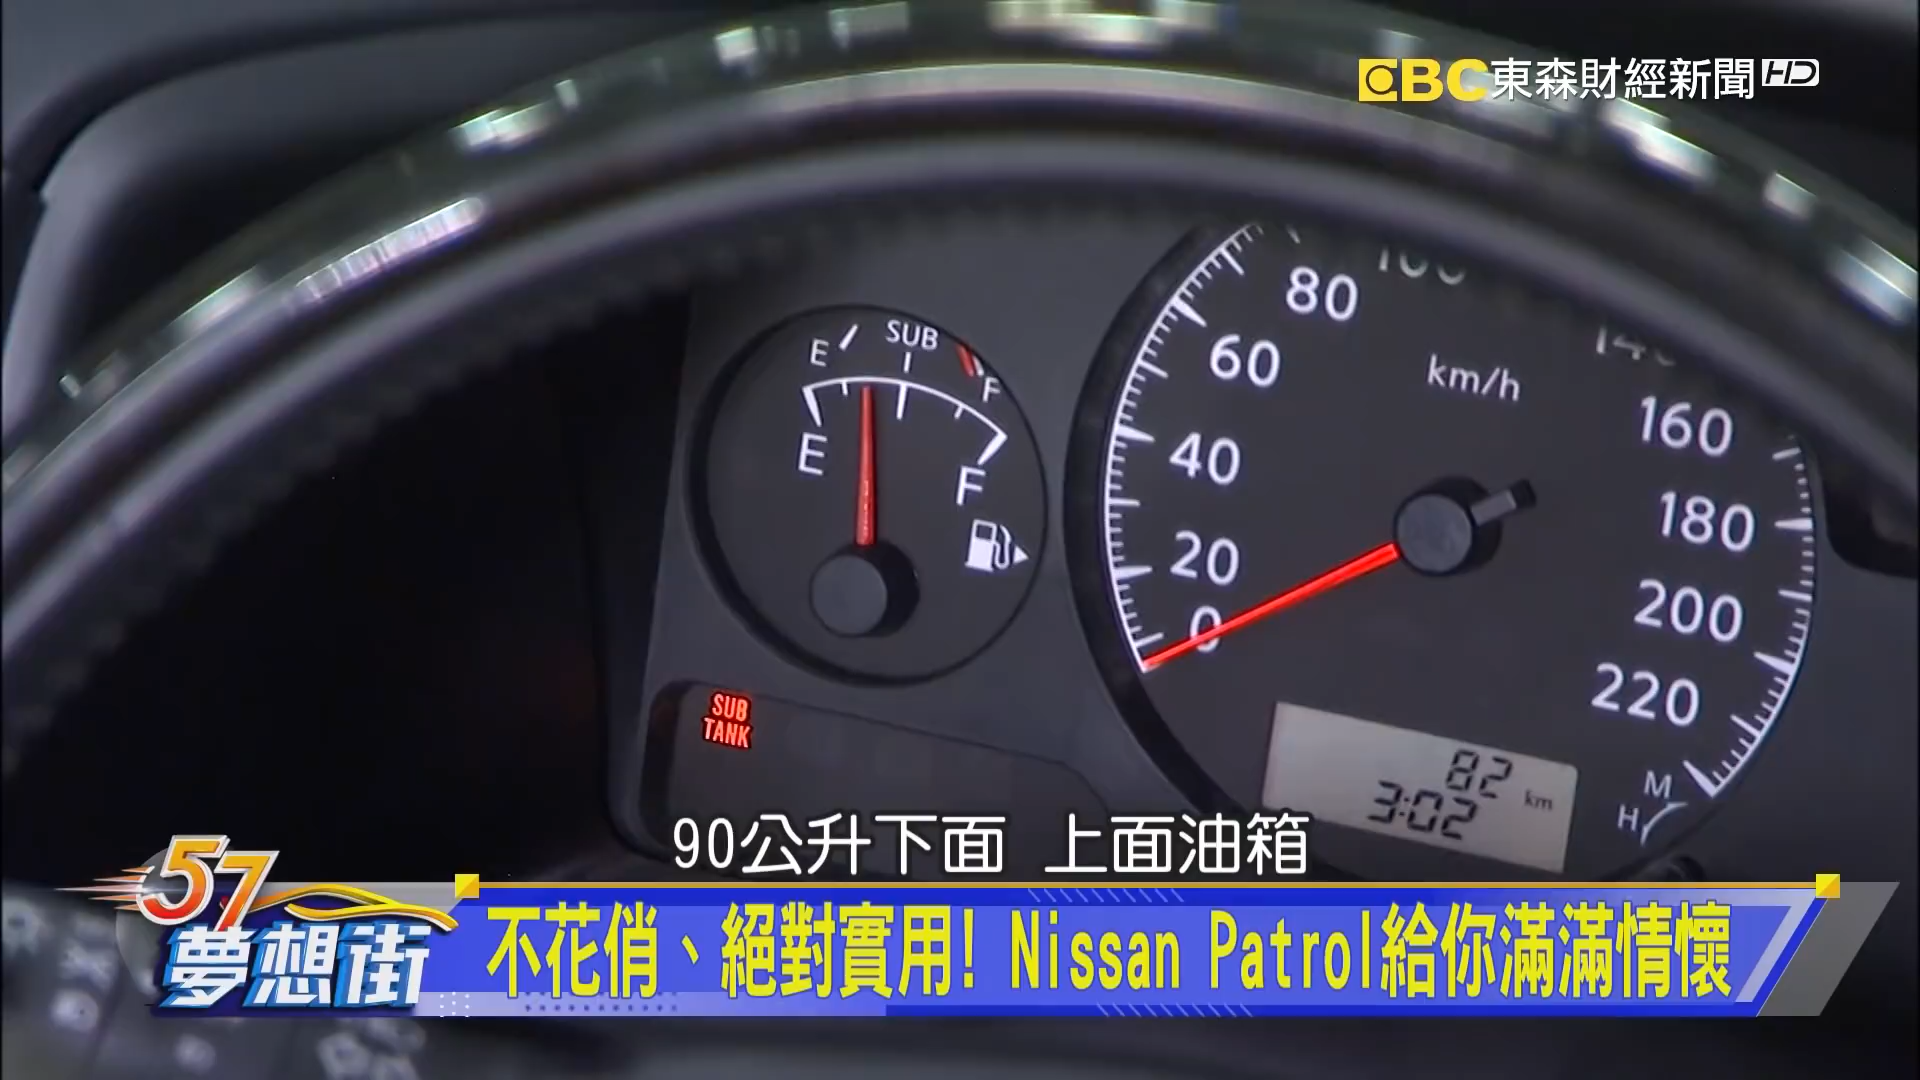 EBC東森財經新聞HD
E SUB F
E F
80
100
60
km/h
140
160
40
180
20
200
0
220
SUB
TANK
82 km
3:02
M
H
90公升下面 上面油箱
57
夢想街
不花俏、絕對實用! Nissan Patrol給你滿滿情懷